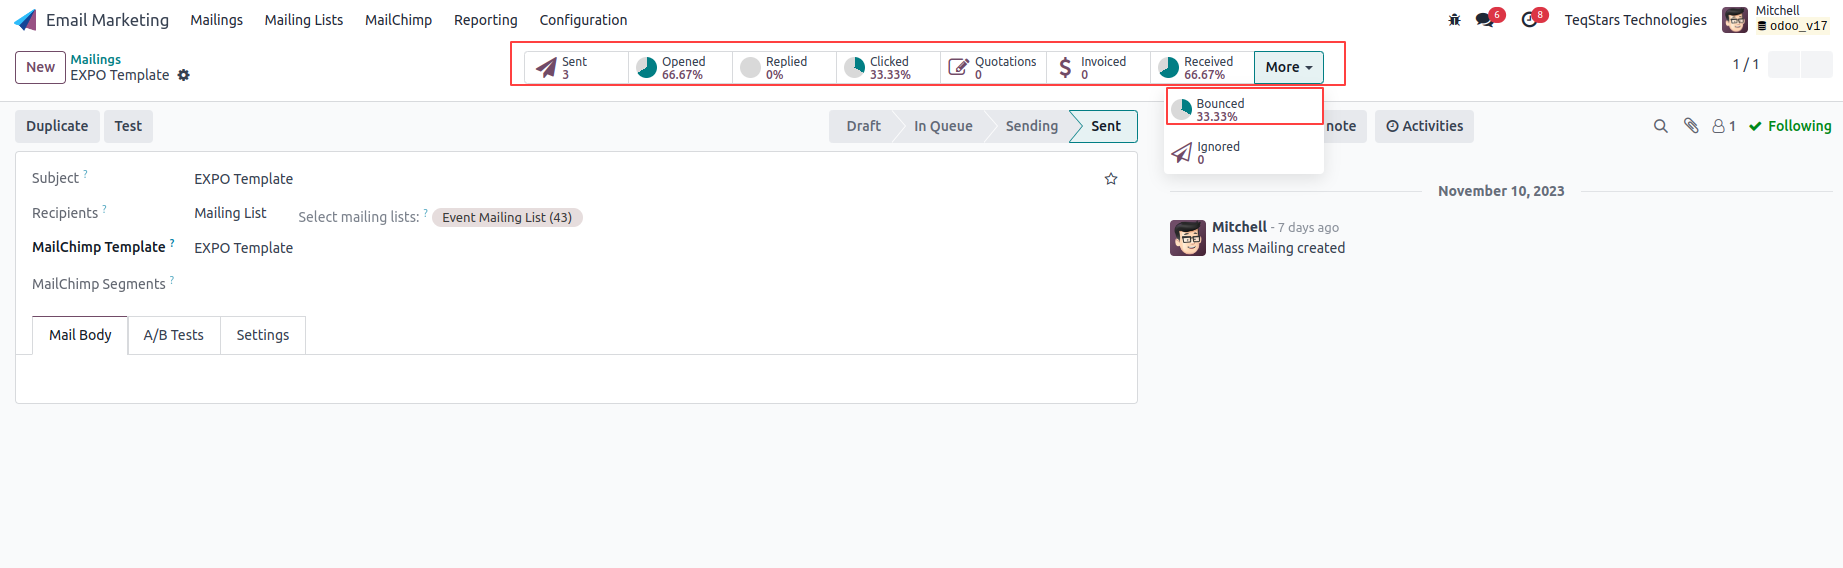 Email Marketing Mailings Mailing Lists MailChimp Reporting Configuration 6 8 TeqStars Technologies Mitchell
odoo_v17
New Mailings
EXPO Template
Sent 3 Opened 66.67% Replied 0% Clicked 33.33% Quotations 0 Invoiced 0 Received 66.67% More 1 / 1
Bounced
33.33%
Ignored
0
Duplicate Test Draft In Queue Sending Sent note Activities 1 Following
Subject ? EXPO Template
Recipients ? Mailing List Select mailing lists: ? Event Mailing List (43)
MailChimp Template ? EXPO Template
MailChimp Segments ?
Mail Body A/B Tests Settings
November 10, 2023
Mitchell - 7 days ago
Mass Mailing created